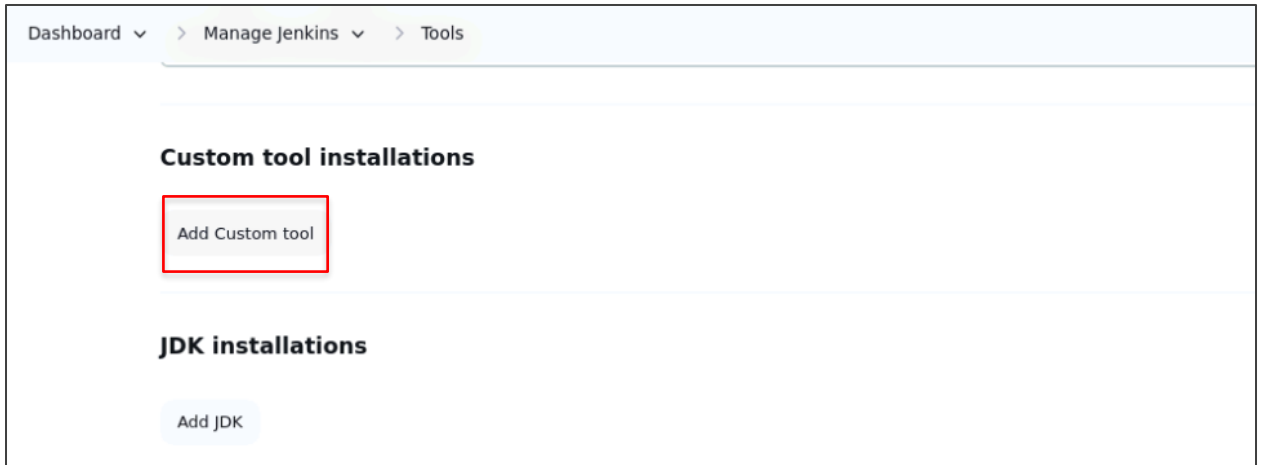 Dashboard > Manage Jenkins > Tools
Custom tool installations
Add Custom tool
JDK installations
Add JDK